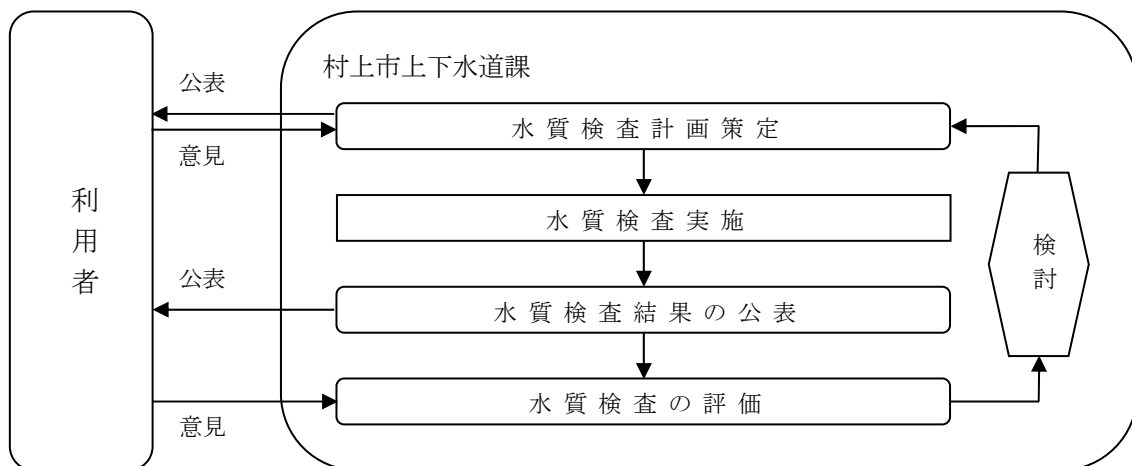 村上市上下水道課
公表
水質検査計画策定
意見
利用者
水質検査実施
検討
公表
水質検査結果の公表
水質検査の評価
意見